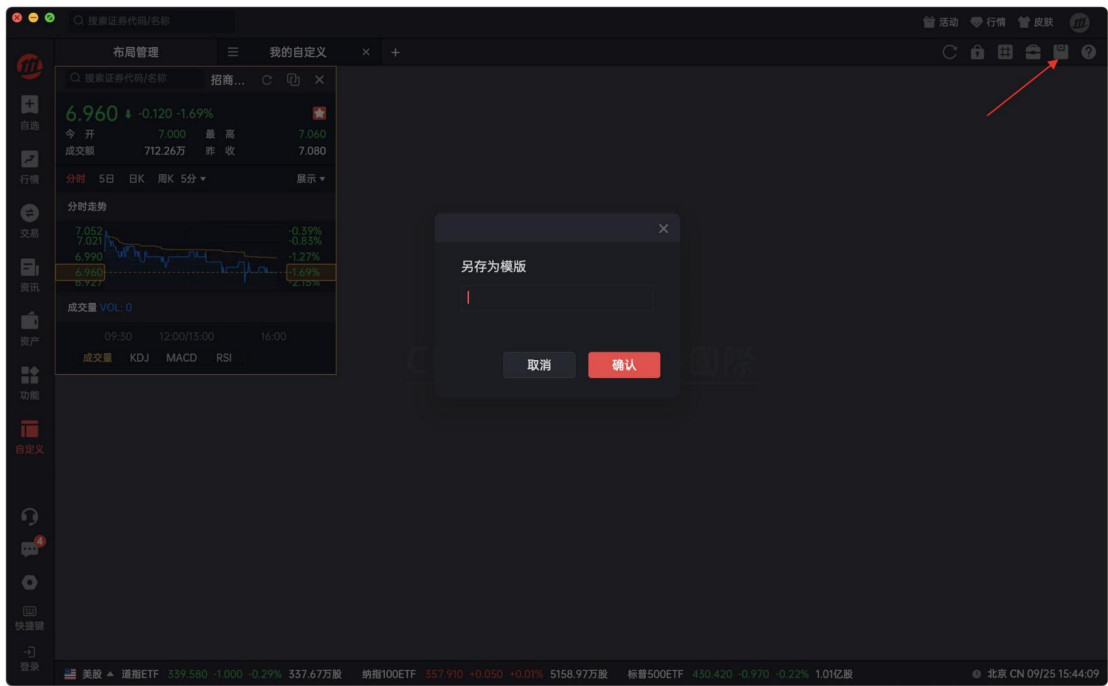 搜索证券代码/名称
活动 行情 皮肤
布局管理 我的自定义 × +
自选
行情
交易
资讯
资产
功能
自定义
4
快捷键
登录
搜索证券代码/名称 招商...
6.960 -0.120 -1.69%
今 开 7.000 最 高 7.060
成交额 712.26万 昨 收 7.080
分时 5日 日K 周K 5分 展示
分时走势
7.052 -0.39%
7.021 -0.83%
6.990 -1.27%
6.960 -1.69%
6.927 -2.15%
成交量 VOL: 0
09:30 12:00/13:00 16:00
成交量 KDJ MACD RSI
另存为模版
取消 确认
國際
美股 道指ETF 339.580 -1.000 -0.29% 337.67万股 纳指100ETF 357.910 +0.050 +0.01% 5158.97万股 标普500ETF 430.420 -0.970 -0.22% 1.01亿股 北京 CN 09/25 15:44:09